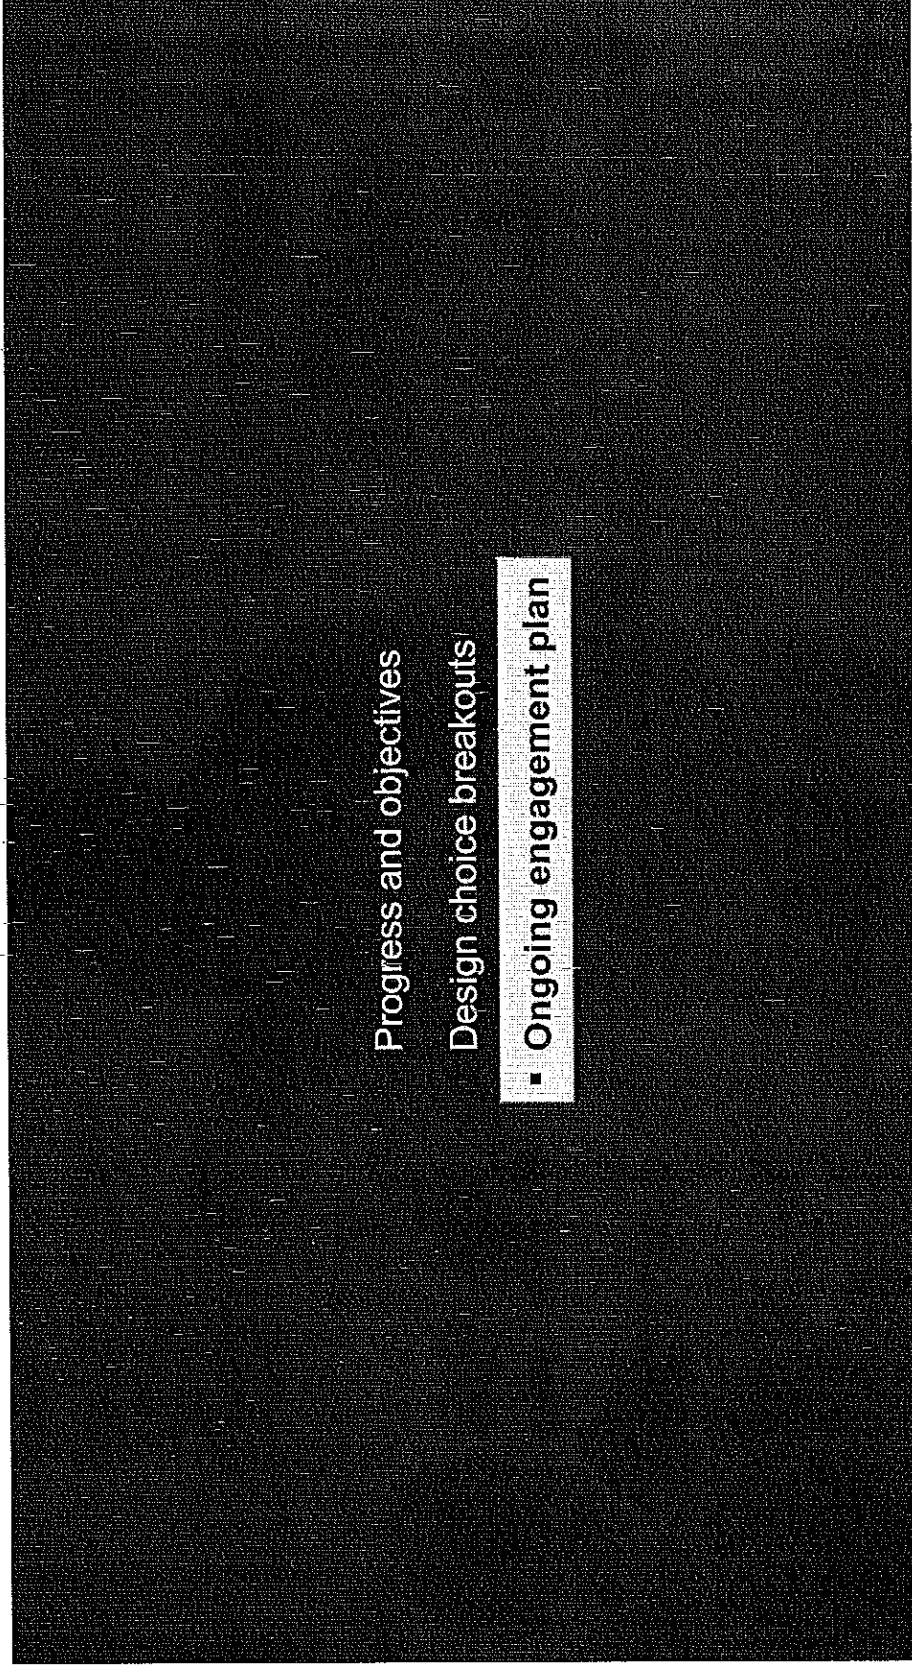 Progress and objectives
Design choice breakouts
▪ Ongoing engagement plan